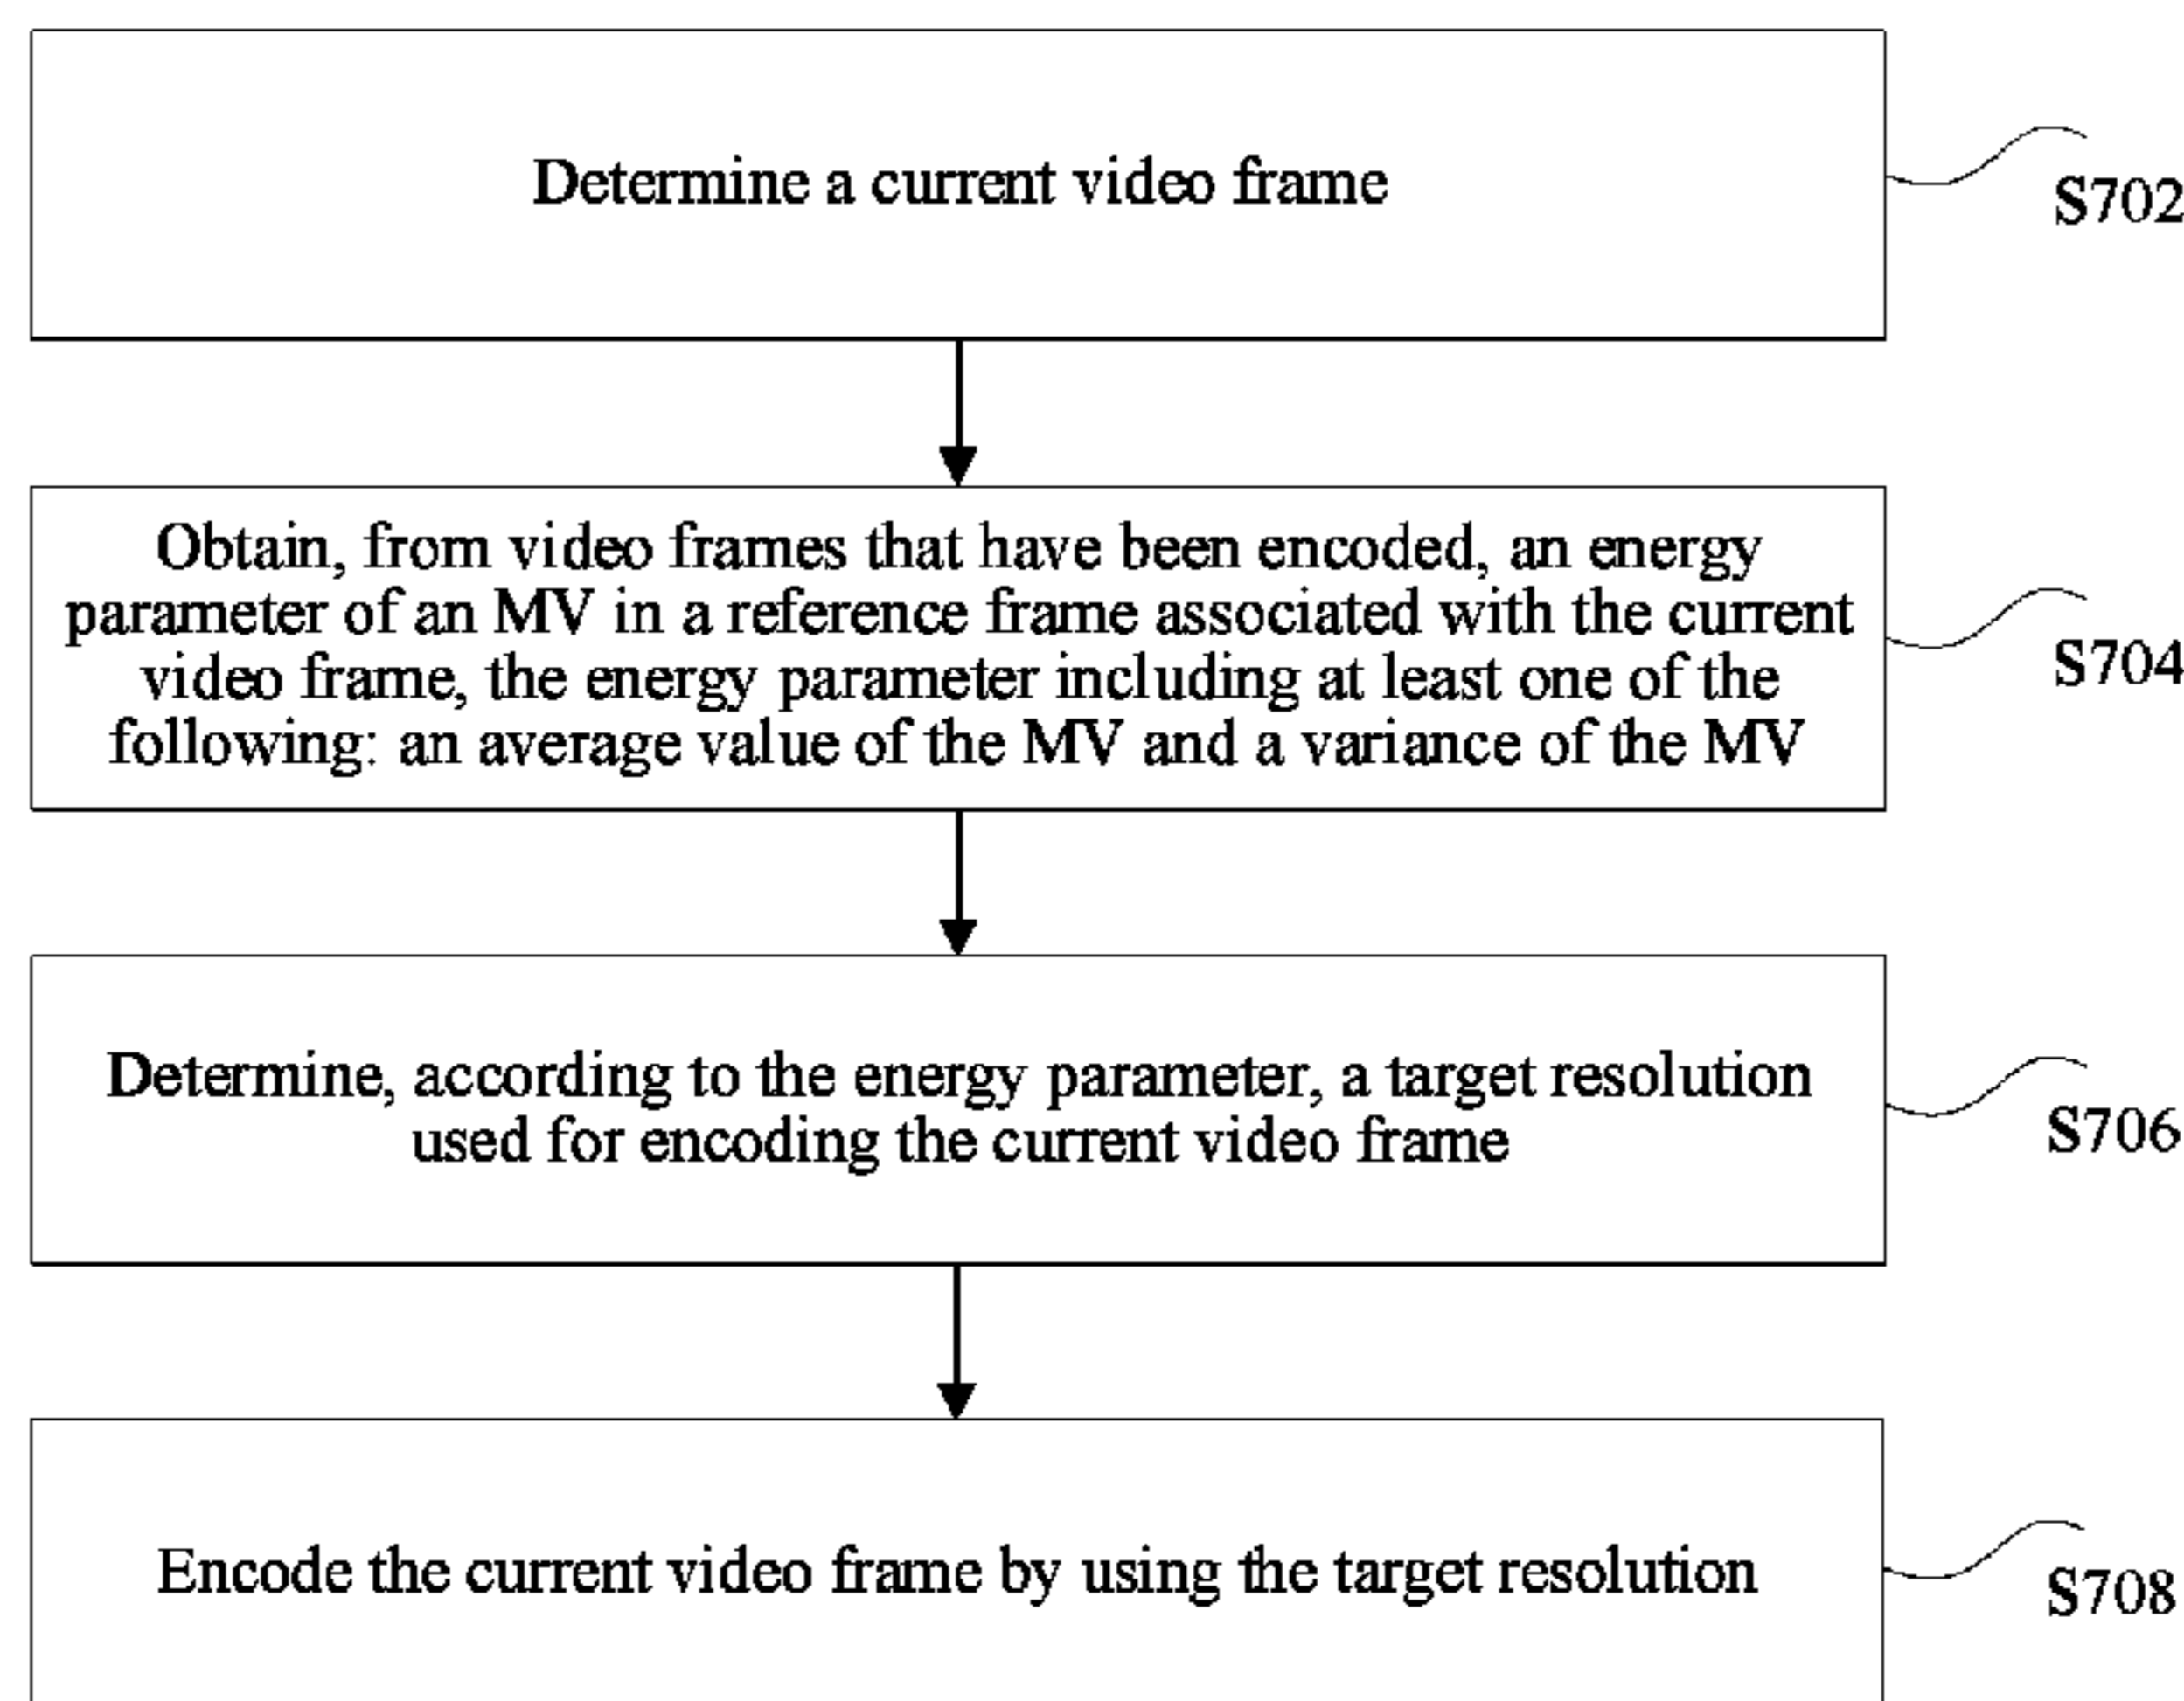 Determine a current video frame
S702
Obtain, from video frames that have been encoded, an energy
parameter of an MV in a reference frame associated with the current
video frame, the energy parameter including at least one of the
following: an average value of the MV and a variance of the MV
S704
Determine, according to the energy parameter, a target resolution
used for encoding the current video frame
S706
Encode the current video frame by using the target resolution
S708